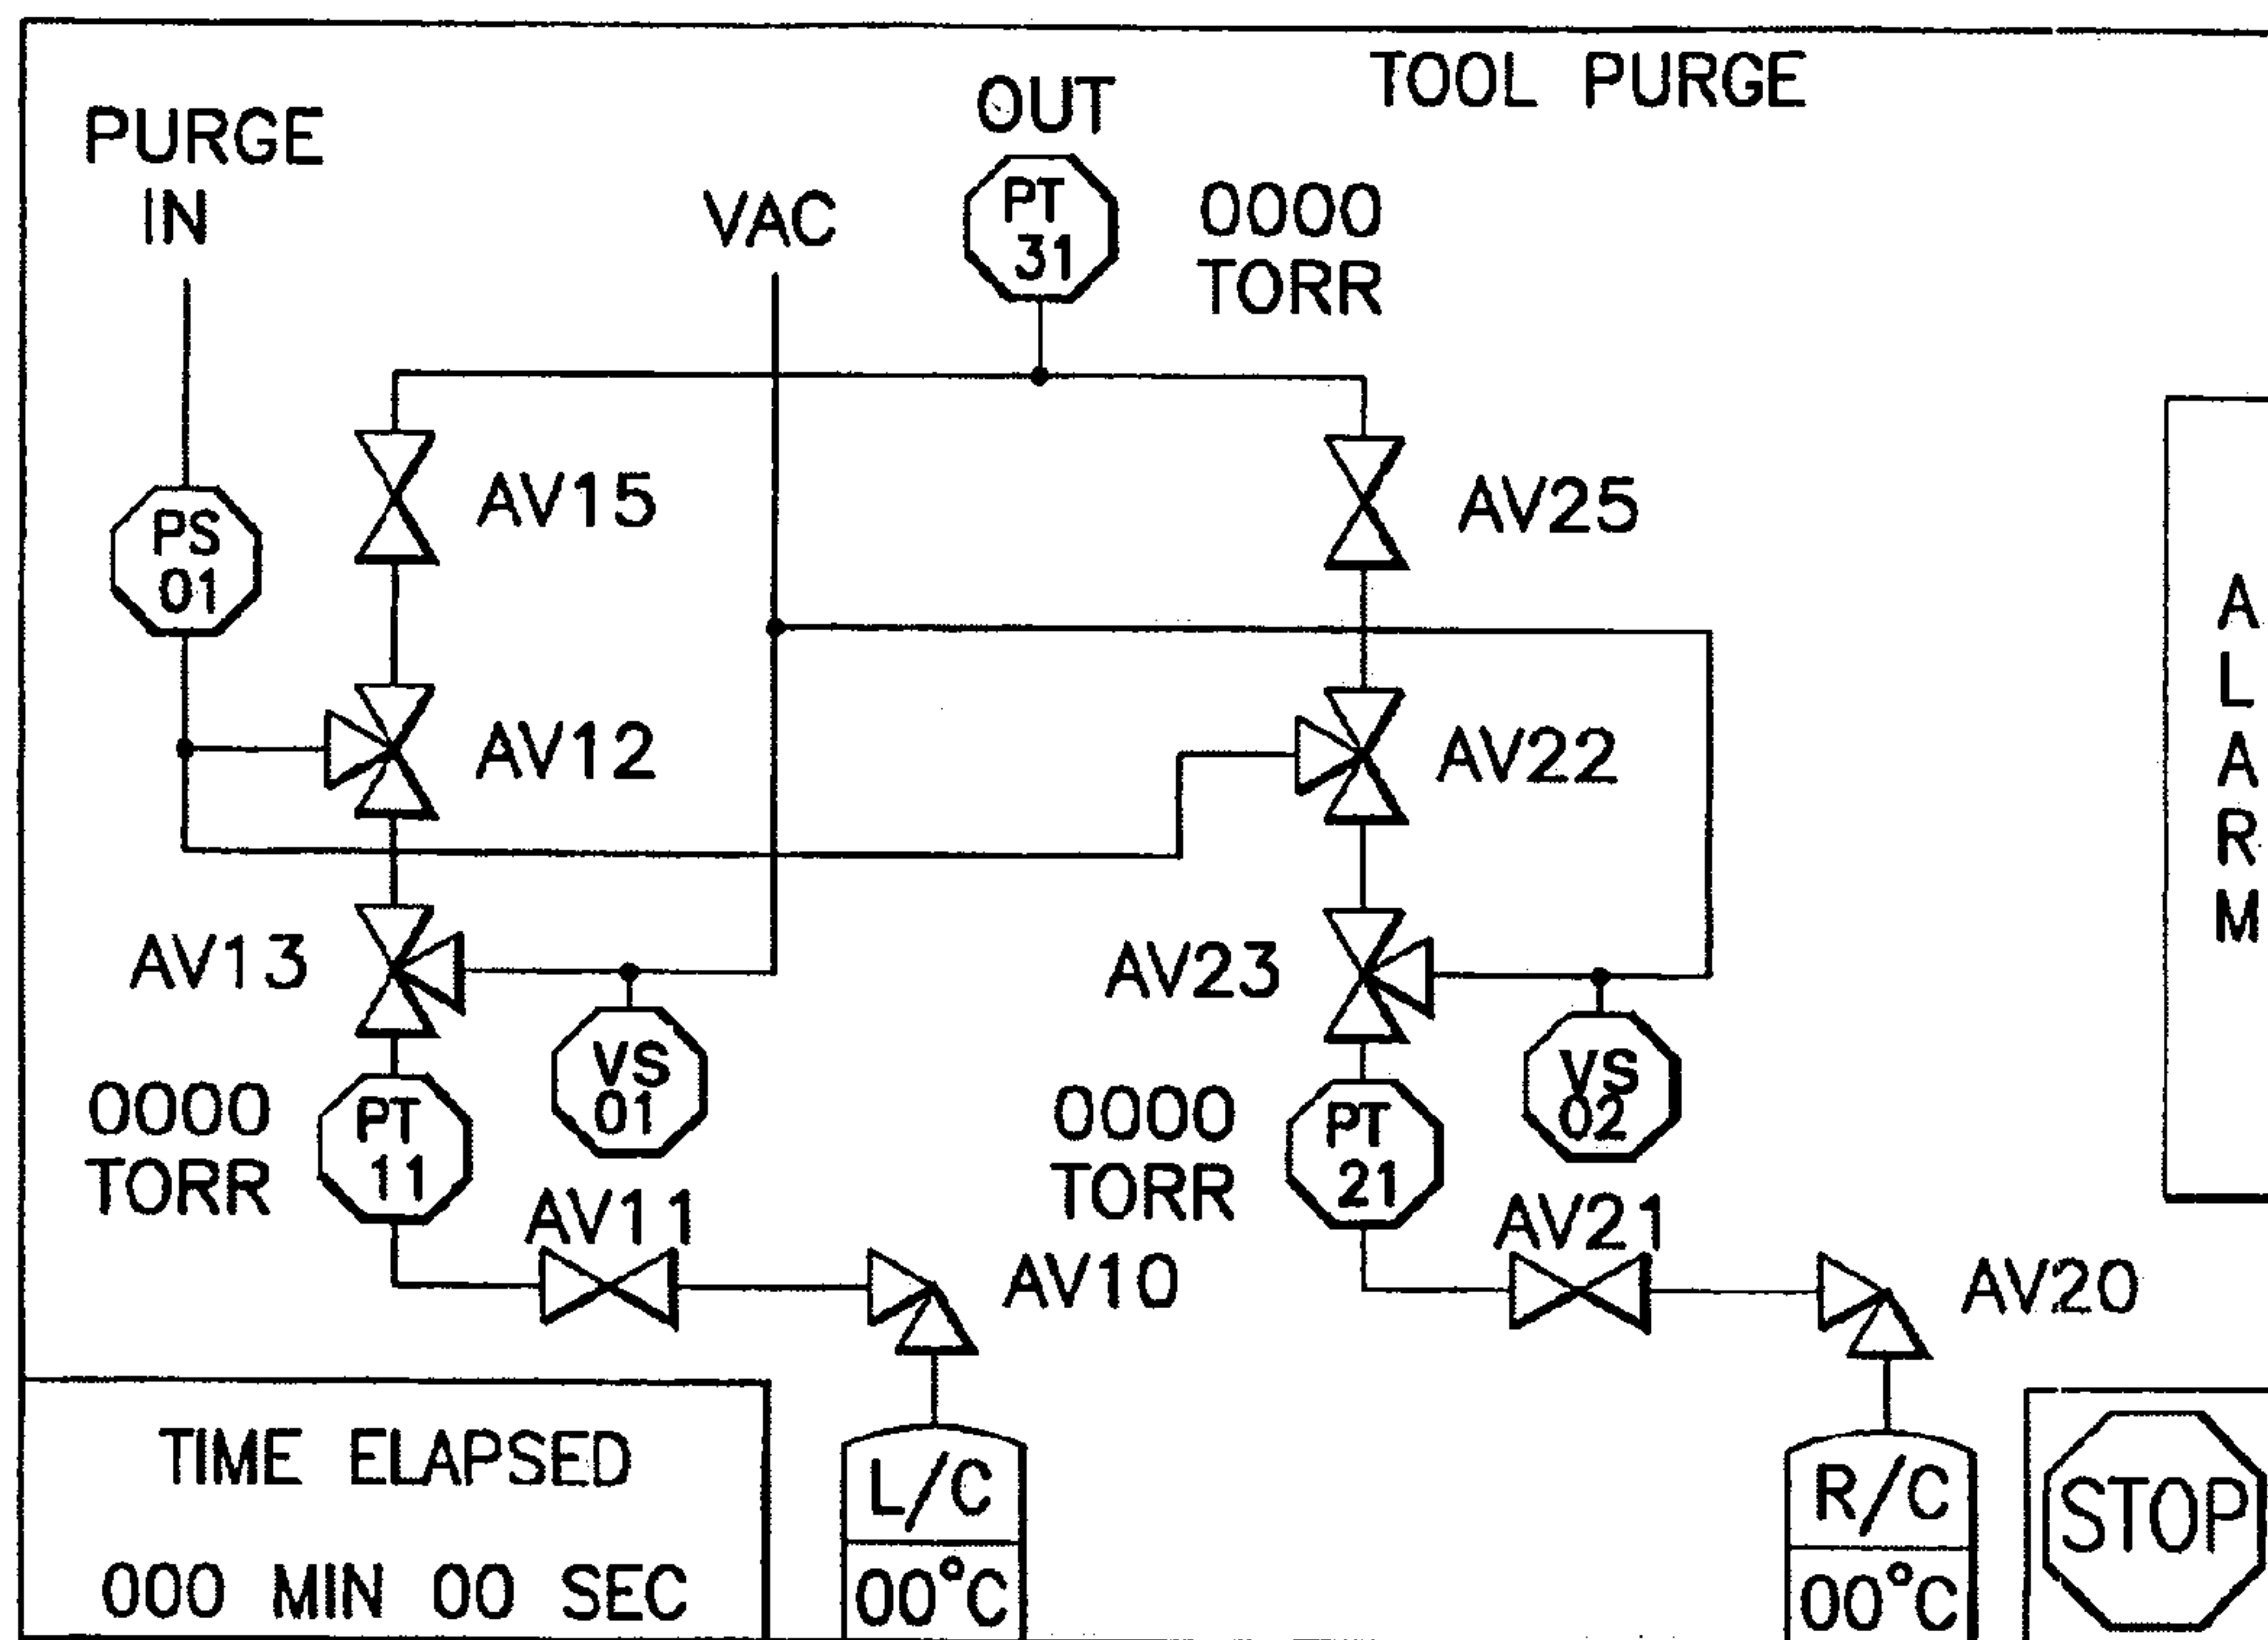 TOOL PURGE
PURGE
IN
VAC
OUT
PT
31
0000
TORR
PS
01
AV15
AV25
AV12
AV22
AV13
AV23
VS
01
VS
02
0000
TORR
PT
11
0000
TORR
PT
21
AV11
AV10
AV21
AV20
TIME ELAPSED
000 MIN 00 SEC
L/C
00°C
R/C
00°C
STOP
A
L
A
R
M